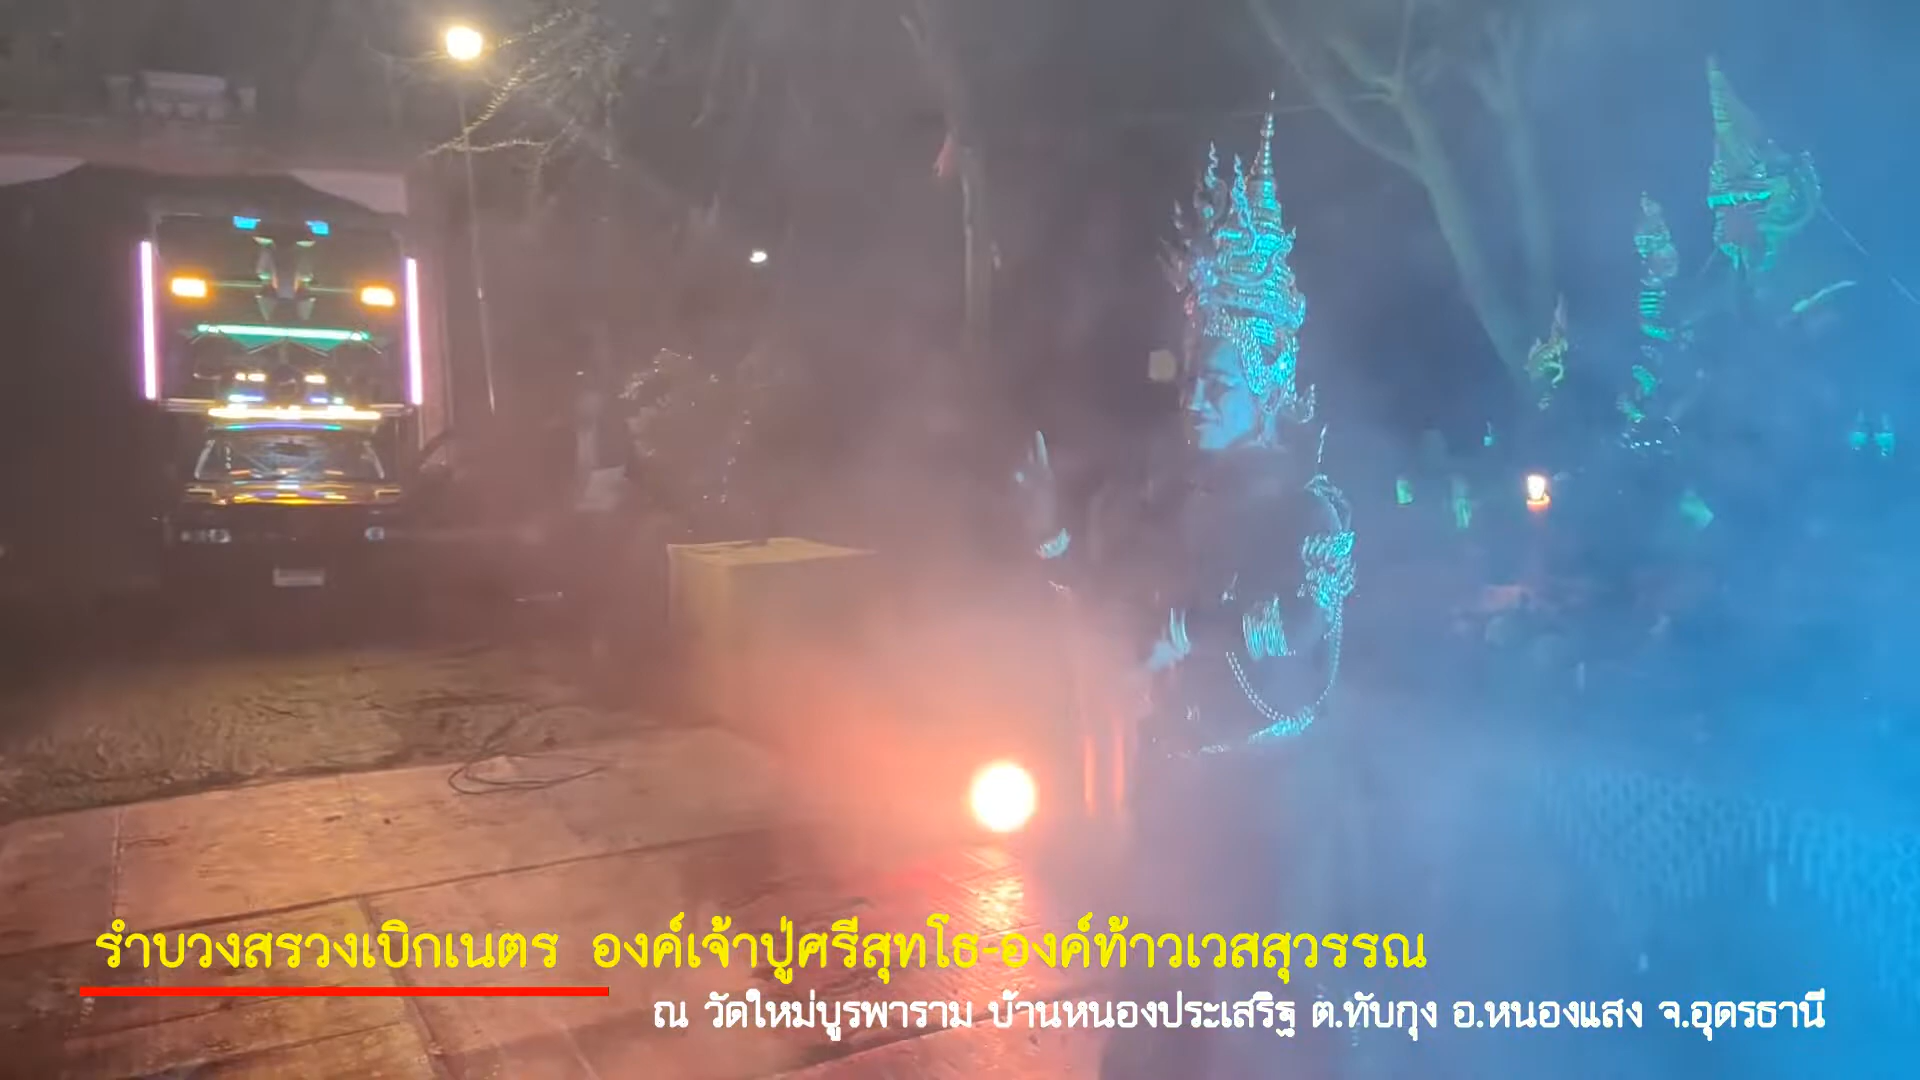 รำบวงสรวงเบิกเนตร องค์เจ้าปู่ศรีสุทโธ-องค์ท้าวเวสสุวรรณ
ณ วัดใหม่บูรพาราม บ้านหนองประเสริฐ ต.ทับกุง อ.หนองแสง จ.อุดรธานี